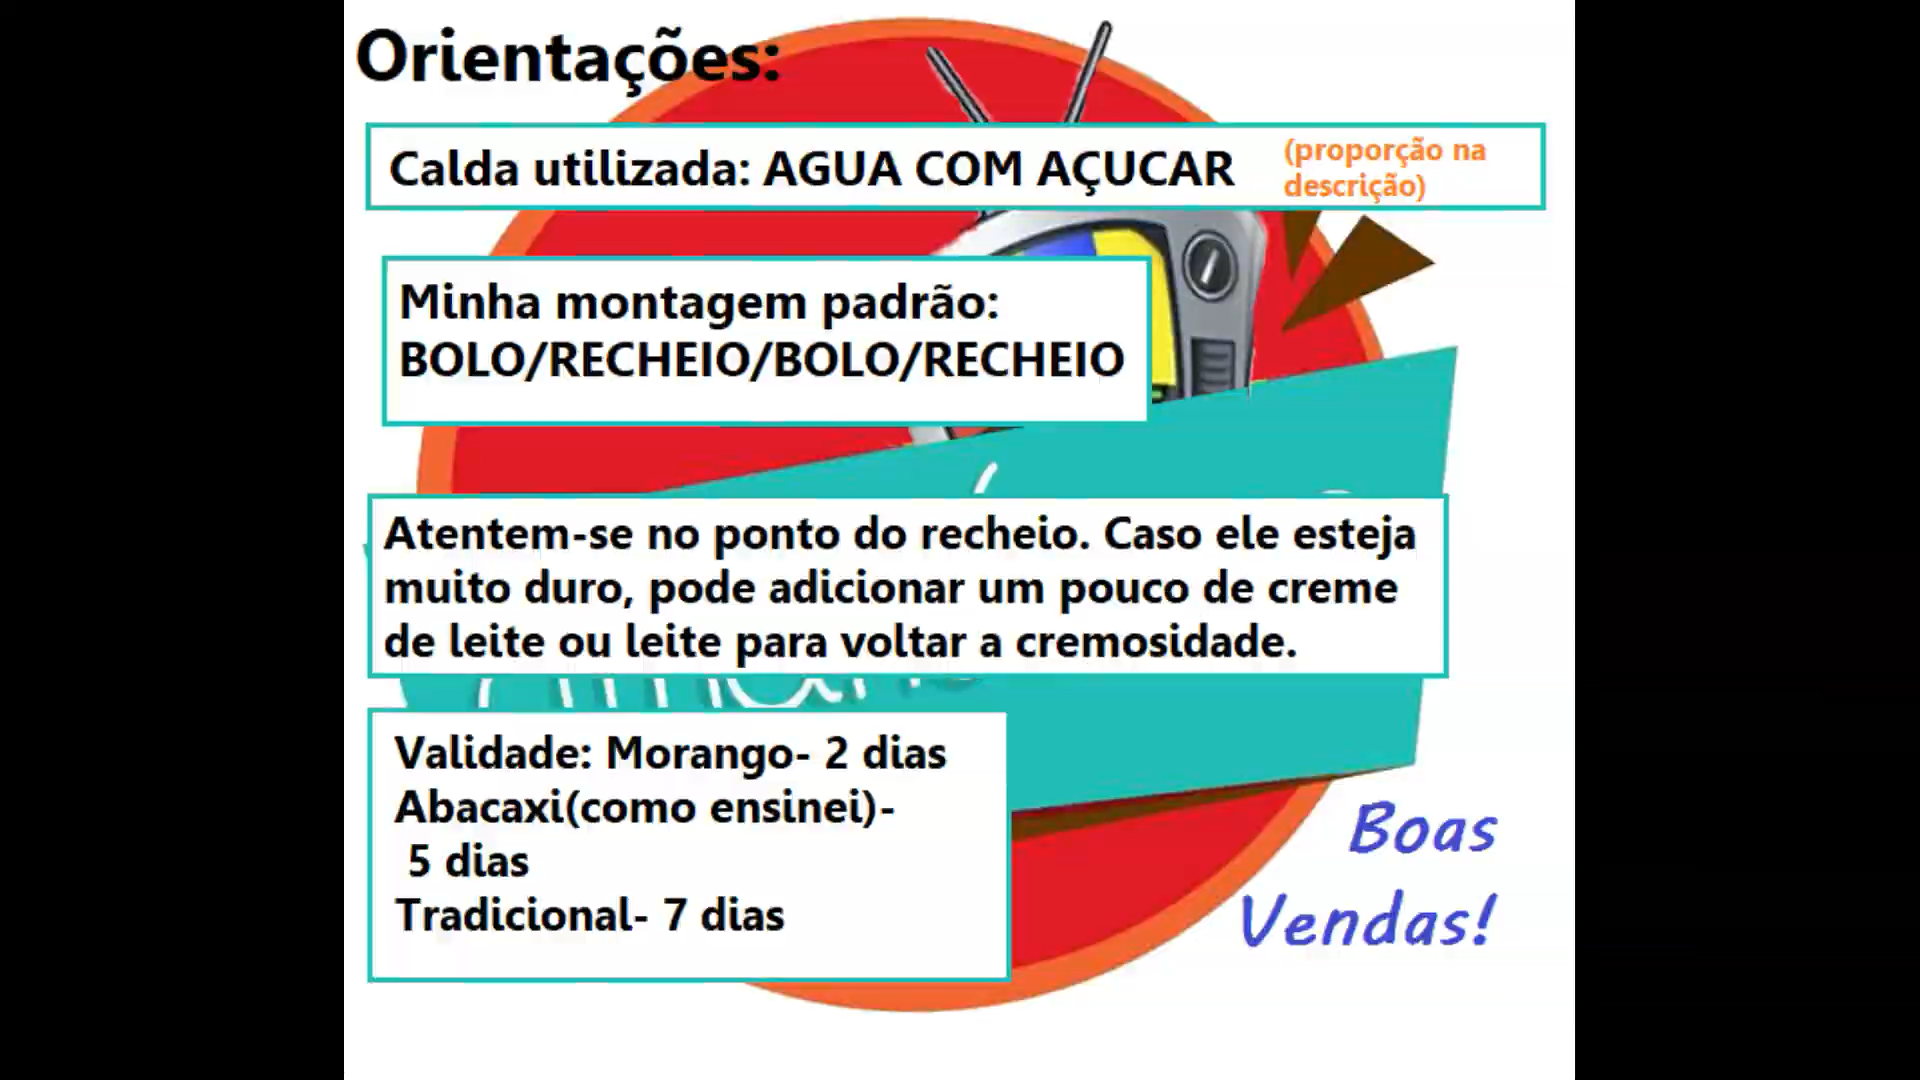 Orientações:
Calda utilizada: AGUA COM AÇUCAR
(proporção na
descrição)
Minha montagem padrão:
BOLO/RECHEIO/BOLO/RECHEIO
Atentem-se no ponto do recheio. Caso ele esteja
muito duro, pode adicionar um pouco de creme
de leite ou leite para voltar a cremosidade.
Validade: Morango- 2 dias
Abacaxi(como ensinei)-
5 dias
Tradicional- 7 dias
Boas
Vendas!